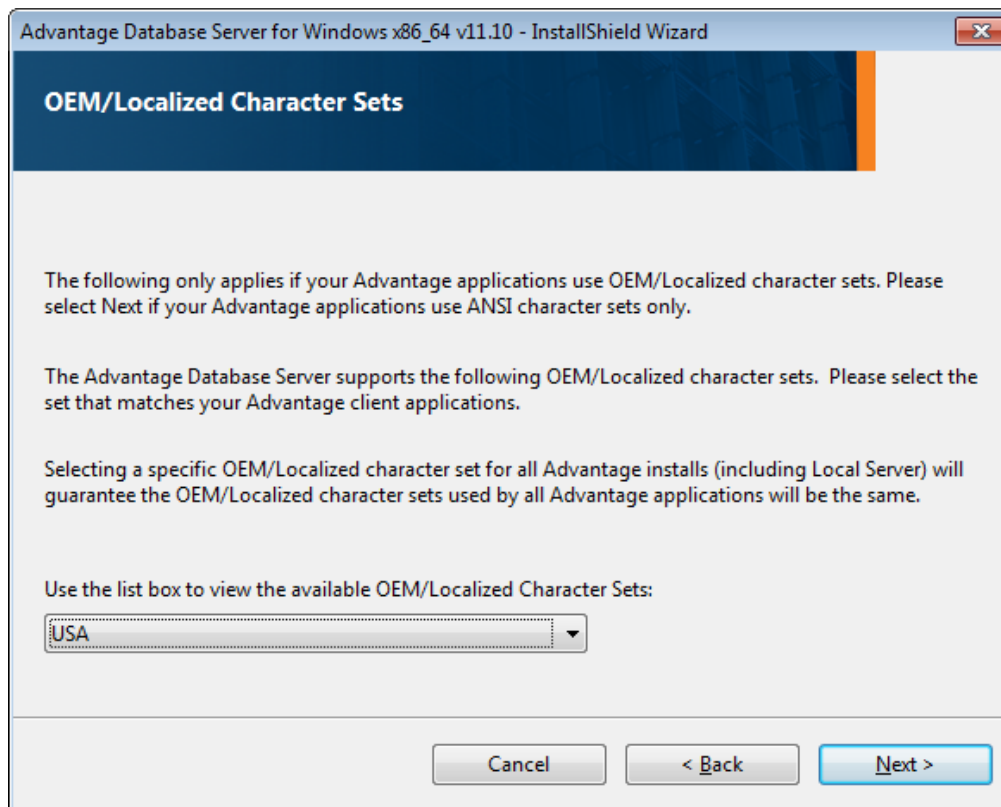 Advantage Database Server for Windows x86_64 v11.10 - InstallShield Wizard
OEM/Localized Character Sets
The following only applies if your Advantage applications use OEM/Localized character sets. Please
select Next if your Advantage applications use ANSI character sets only.
The Advantage Database Server supports the following OEM/Localized character sets.  Please select the
set that matches your Advantage client applications.
Selecting a specific OEM/Localized character set for all Advantage installs (including Local Server) will
guarantee the OEM/Localized character sets used by all Advantage applications will be the same.
Use the list box to view the available OEM/Localized Character Sets:
USA
Cancel
< Back
Next >